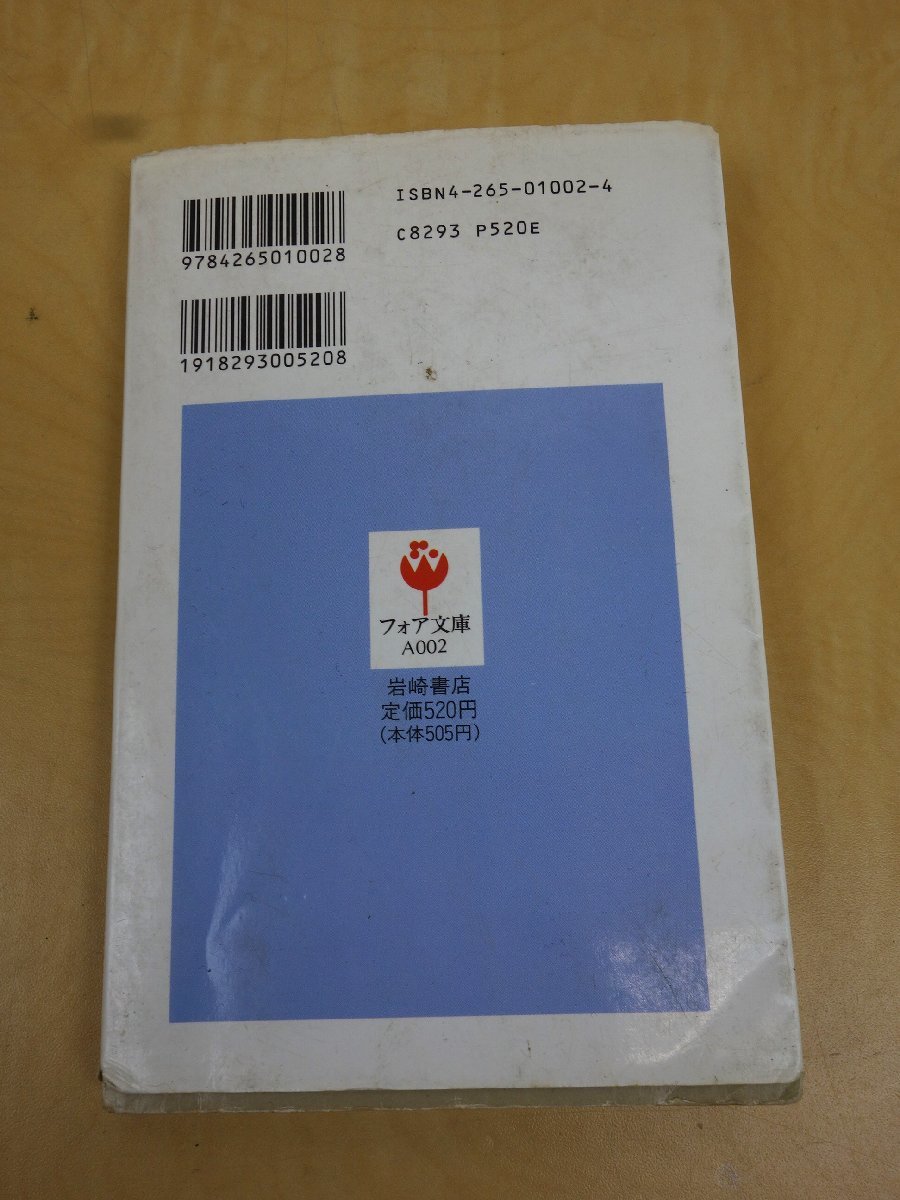 ISBN4-265-01002-4
C8293 P520E
9784265010028
1918293005208
フォア文庫
A002
岩崎書店
定価520円
(本体505円)